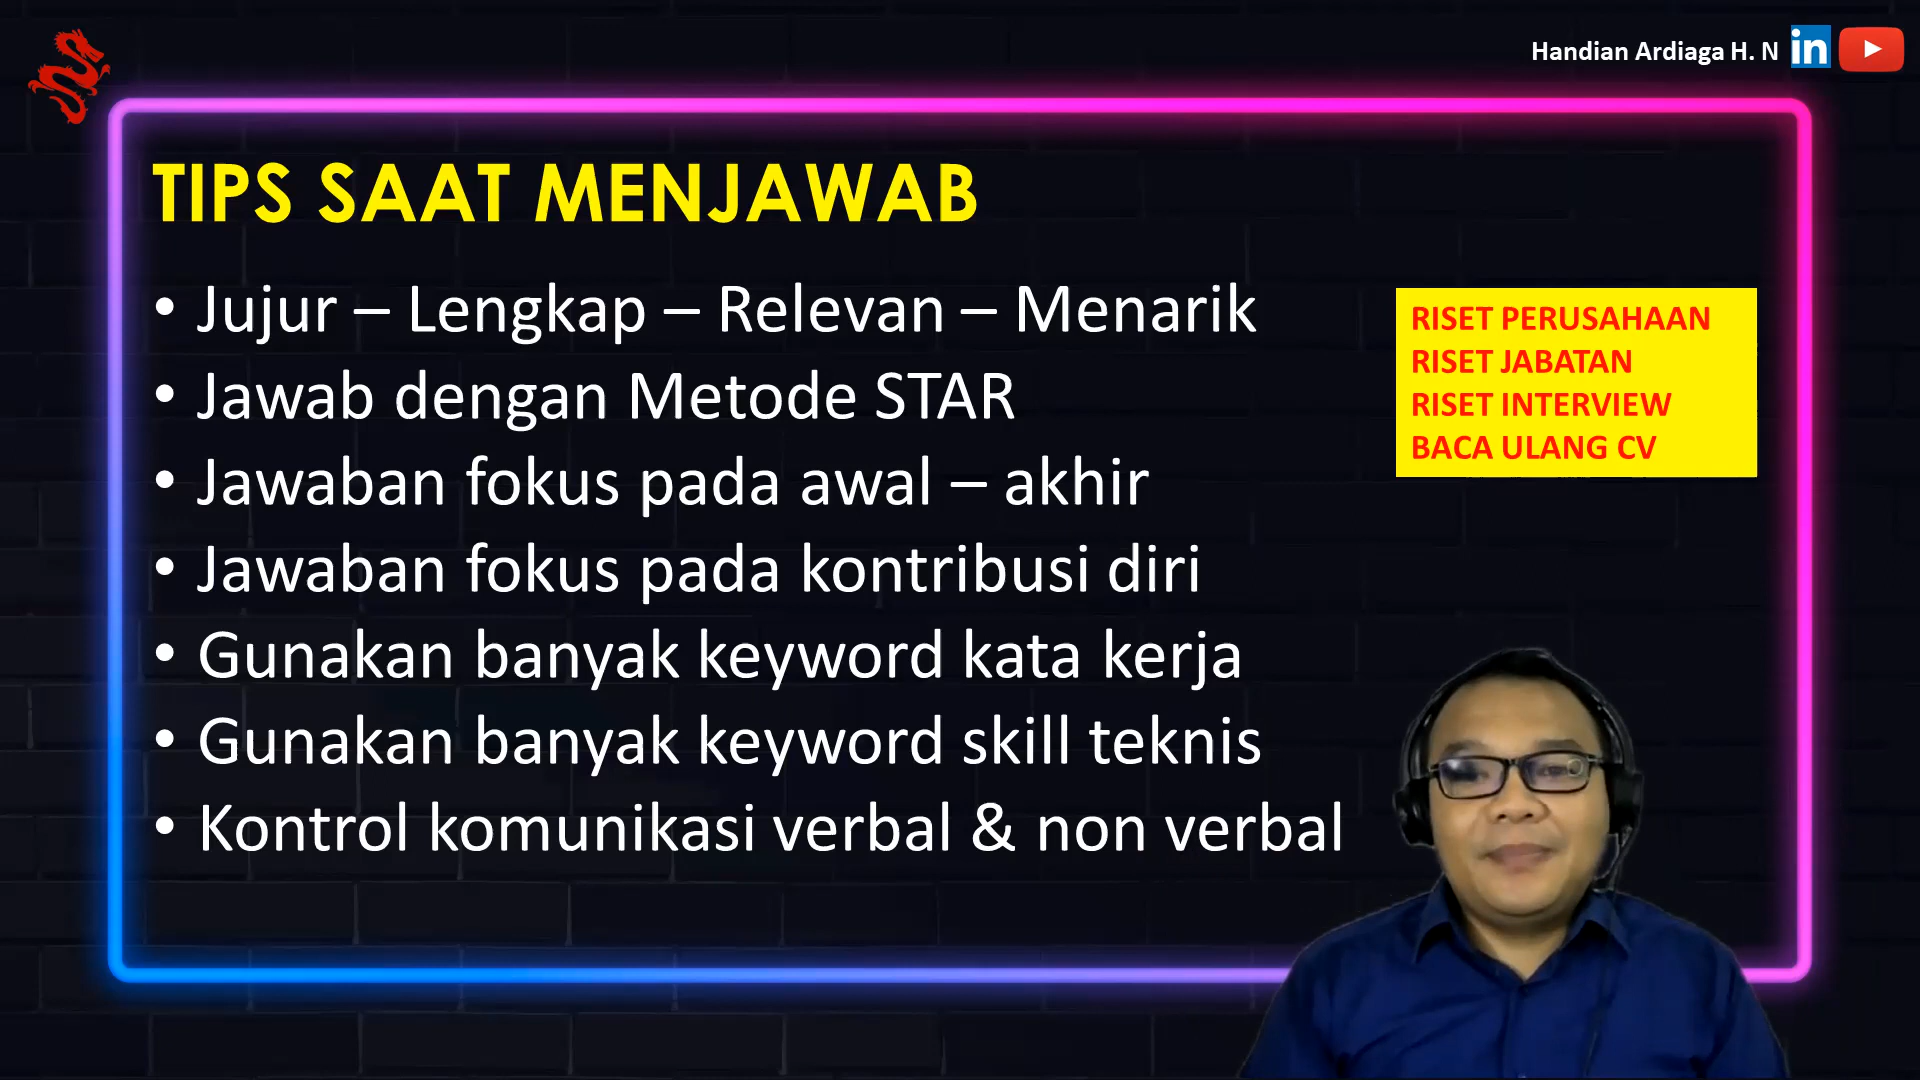 Handian Ardiaga H. N in
TIPS SAAT MENJAWAB
• Jujur – Lengkap – Relevan – Menarik
• Jawab dengan Metode STAR
• Jawaban fokus pada awal – akhir
• Jawaban fokus pada kontribusi diri
• Gunakan banyak keyword kata kerja
• Gunakan banyak keyword skill teknis
• Kontrol komunikasi verbal & non verbal
RISET PERUSAHAAN
RISET JABATAN
RISET INTERVIEW
BACA ULANG CV